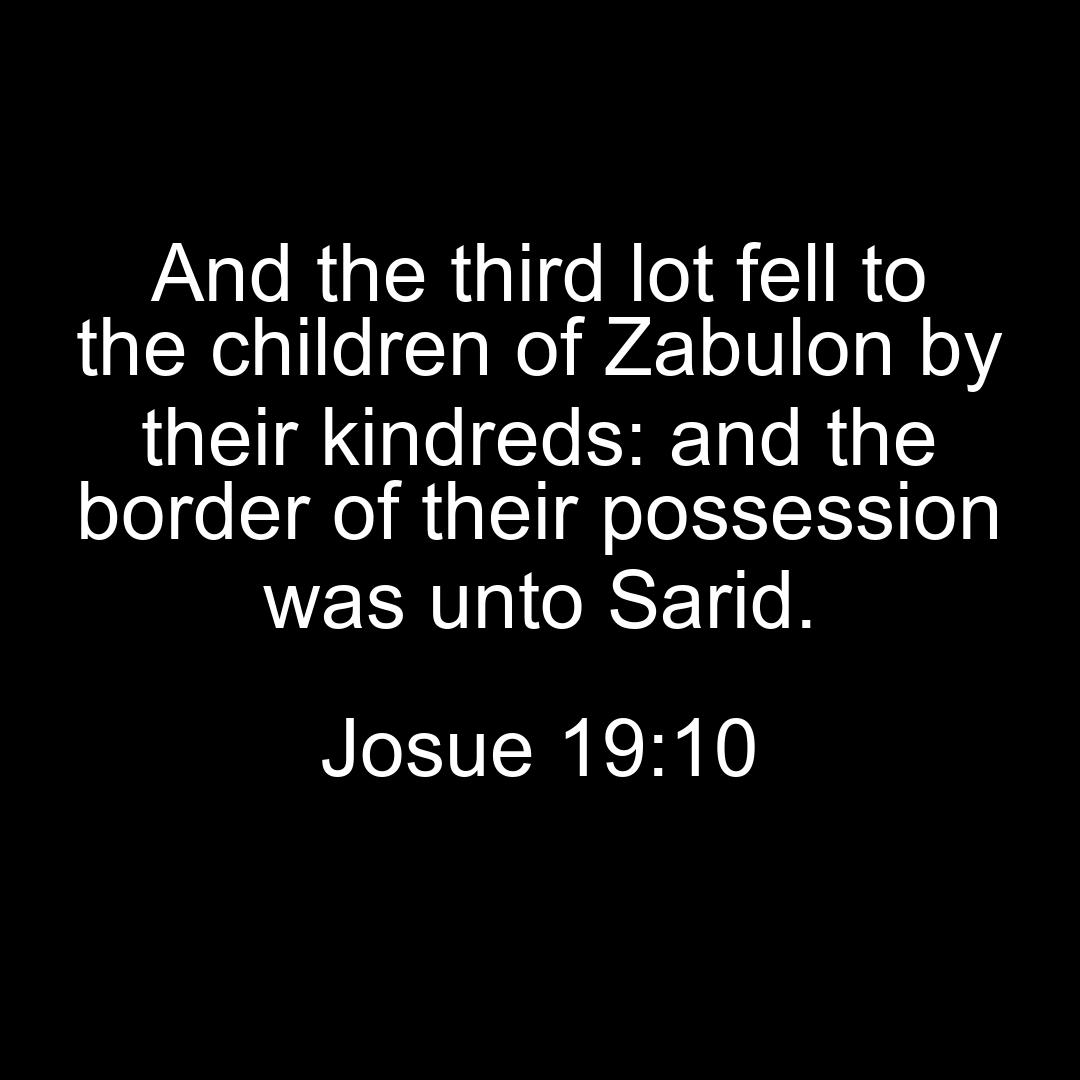 And the third lot fell to
the children of Zabulon by
their kindreds: and the
border of their possession
was unto Sarid.
Josue 19:10